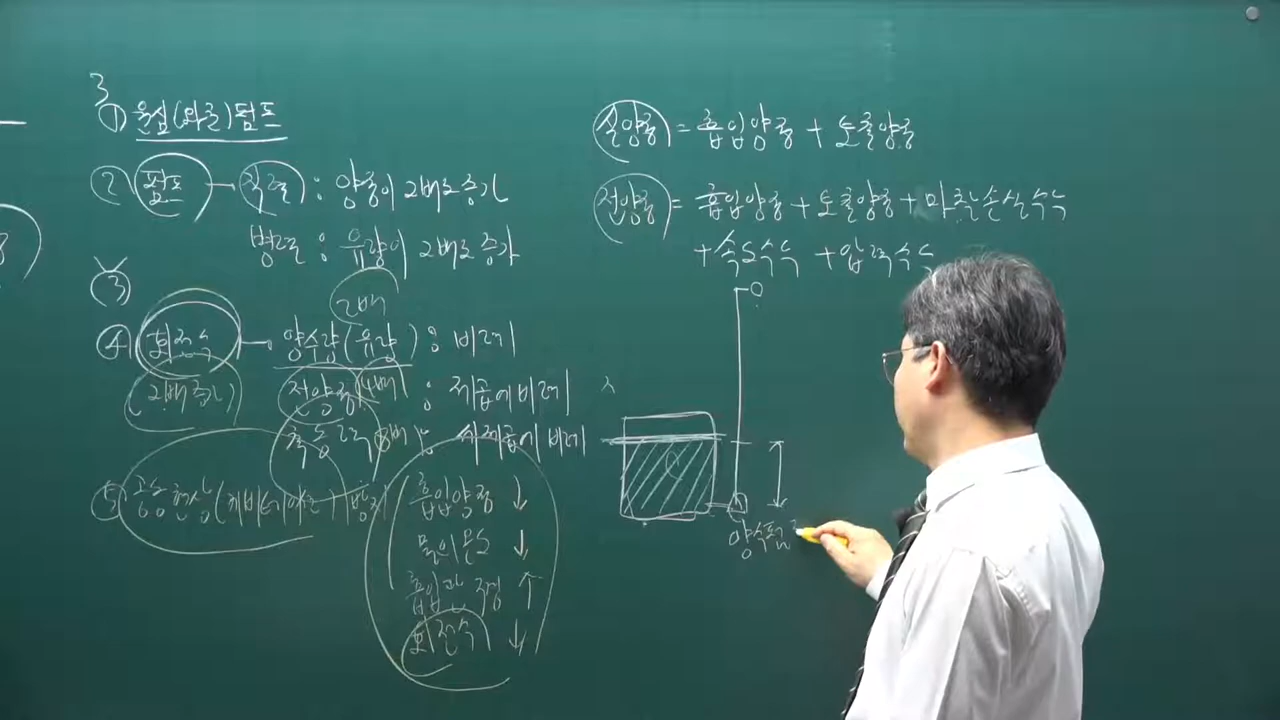 3
① 원심(와권)펌프
② 펌프 - 직렬 : 양정이 2배로 증가
병렬 : 유량이 2배로 증가
③
2배
④ 회전수 - 양수량(유량) : 비례
2배 증가 전양정 4배 : 제곱에 비례
축동력 8배 : 세제곱에 비례
⑤ 공동현상(캐비테이션) 방지
흡입양정 ↓
물의 온도 ↓
흡입관 직경 ↑
회전수 ↓
실양정 = 흡입양정 + 토출양정
전양정 = 흡입양정 + 토출양정 + 마찰손실수두
+ 속도수두 + 압력수두
양수펌프